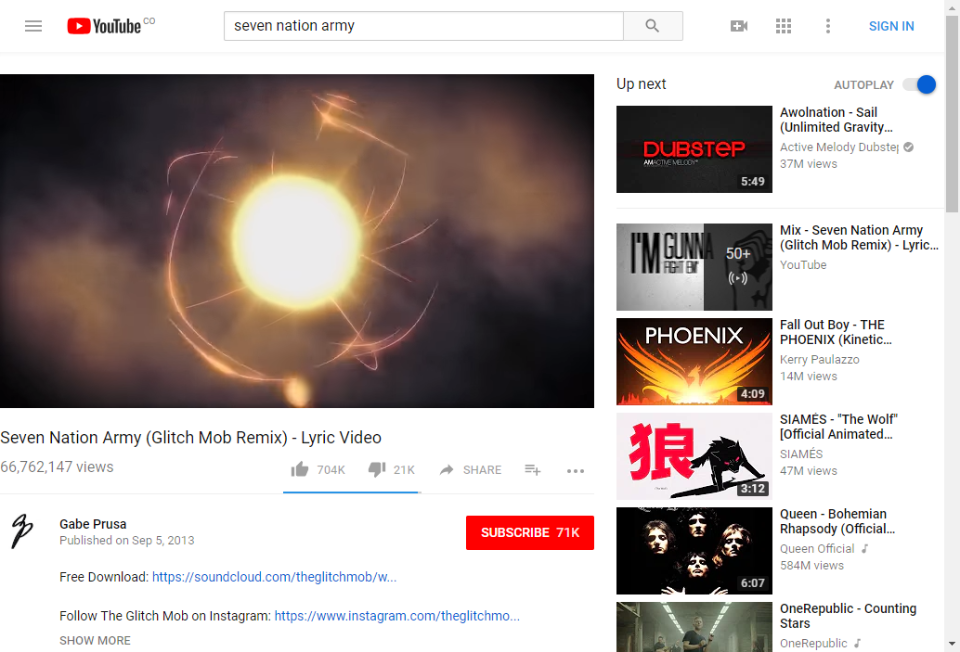 YouTube CO
seven nation army
SIGN IN
Up next
AUTOPLAY
DUBSTEP
AMACTIVE MELODY
5:49
Awolnation - Sail
(Unlimited Gravity...
Active Melody Dubstep
37M views
I'M GUNNA
FIGHT EM'
50+
Mix - Seven Nation Army
(Glitch Mob Remix) - Lyric...
YouTube
PHOENIX
4:09
Fall Out Boy - THE
PHOENIX (Kinetic...
Kerry Paulazzo
14M views
狼
3:12
SIAMÉS - "The Wolf"
[Official Animated...
SIAMÉS
47M views
6:07
Queen - Bohemian
Rhapsody (Official...
Queen Official
584M views
OneRepublic - Counting
Stars
OneRepublic
Seven Nation Army (Glitch Mob Remix) - Lyric Video
66,762,147 views
704K
21K
SHARE
gp
Gabe Prusa
Published on Sep 5, 2013
SUBSCRIBE 71K
Free Download: https://soundcloud.com/theglitchmob/w...
Follow The Glitch Mob on Instagram: https://www.instagram.com/theglitchmo...
SHOW MORE